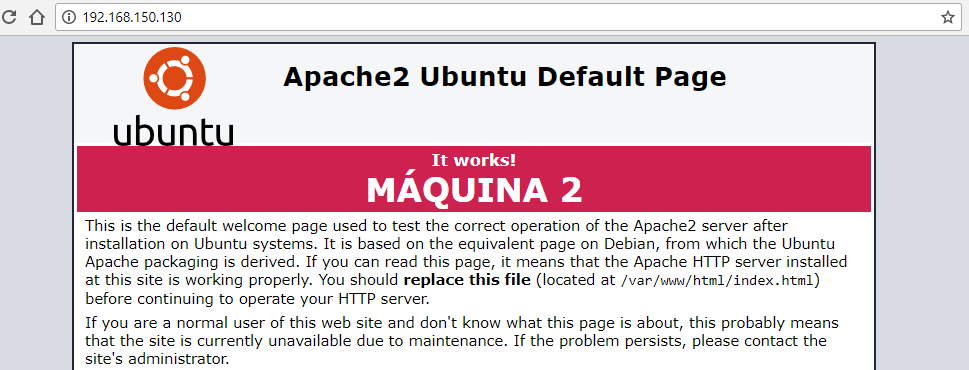 192.168.150.130
Apache2 Ubuntu Default Page
ubuntu
It works!
MÁQUINA 2
This is the default welcome page used to test the correct operation of the Apache2 server after
installation on Ubuntu systems. It is based on the equivalent page on Debian, from which the Ubuntu
Apache packaging is derived. If you can read this page, it means that the Apache HTTP server installed
at this site is working properly. You should replace this file (located at /var/www/html/index.html)
before continuing to operate your HTTP server.
If you are a normal user of this web site and don't know what this page is about, this probably means
that the site is currently unavailable due to maintenance. If the problem persists, please contact the
site's administrator.